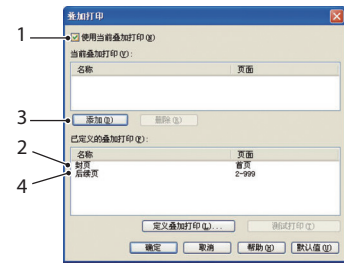 叠加打印
1
使用当前叠加打印(E)
当前叠加打印(Y):
名称 页面
3
添加(D) 删除(R)
已定义的叠加打印(P):
2
名称 页面
封页 首页
4
后续页 2-999
定义叠加打印(L)... 测试打印(T)
确定 取消 帮助(H) 默认值(U)